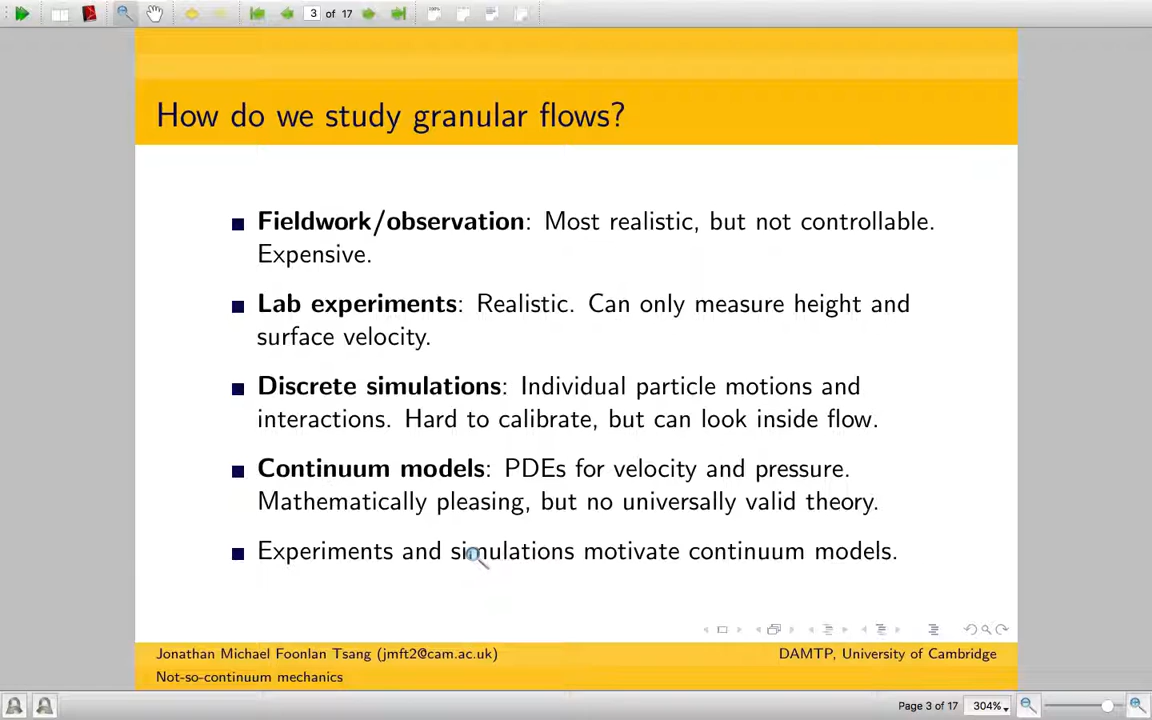 3 of 17
How do we study granular flows?
Fieldwork/observation: Most realistic, but not controllable.
Expensive.
Lab experiments: Realistic. Can only measure height and
surface velocity.
Discrete simulations: Individual particle motions and
interactions. Hard to calibrate, but can look inside flow.
Continuum models: PDEs for velocity and pressure.
Mathematically pleasing, but no universally valid theory.
Experiments and simulations motivate continuum models.
Jonathan Michael Foonlan Tsang (jmft2@cam.ac.uk) DAMTP, University of Cambridge
Not-so-continuum mechanics
Page 3 of 17 304%